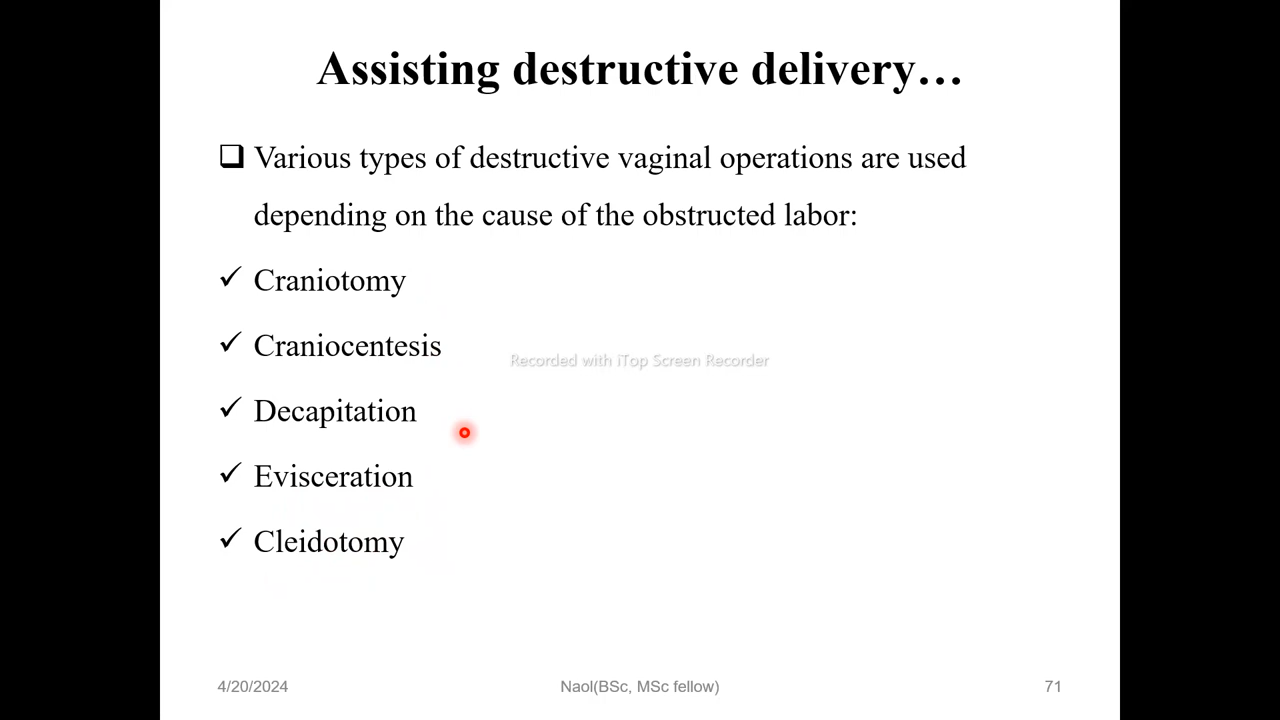 Assisting destructive delivery…
❑ Various types of destructive vaginal operations are used
depending on the cause of the obstructed labor:
✓ Craniotomy
✓ Craniocentesis
Recorded with iTop Screen Recorder
✓ Decapitation
✓ Evisceration
✓ Cleidotomy
4/20/2024 Naol(BSc, MSc fellow) 71